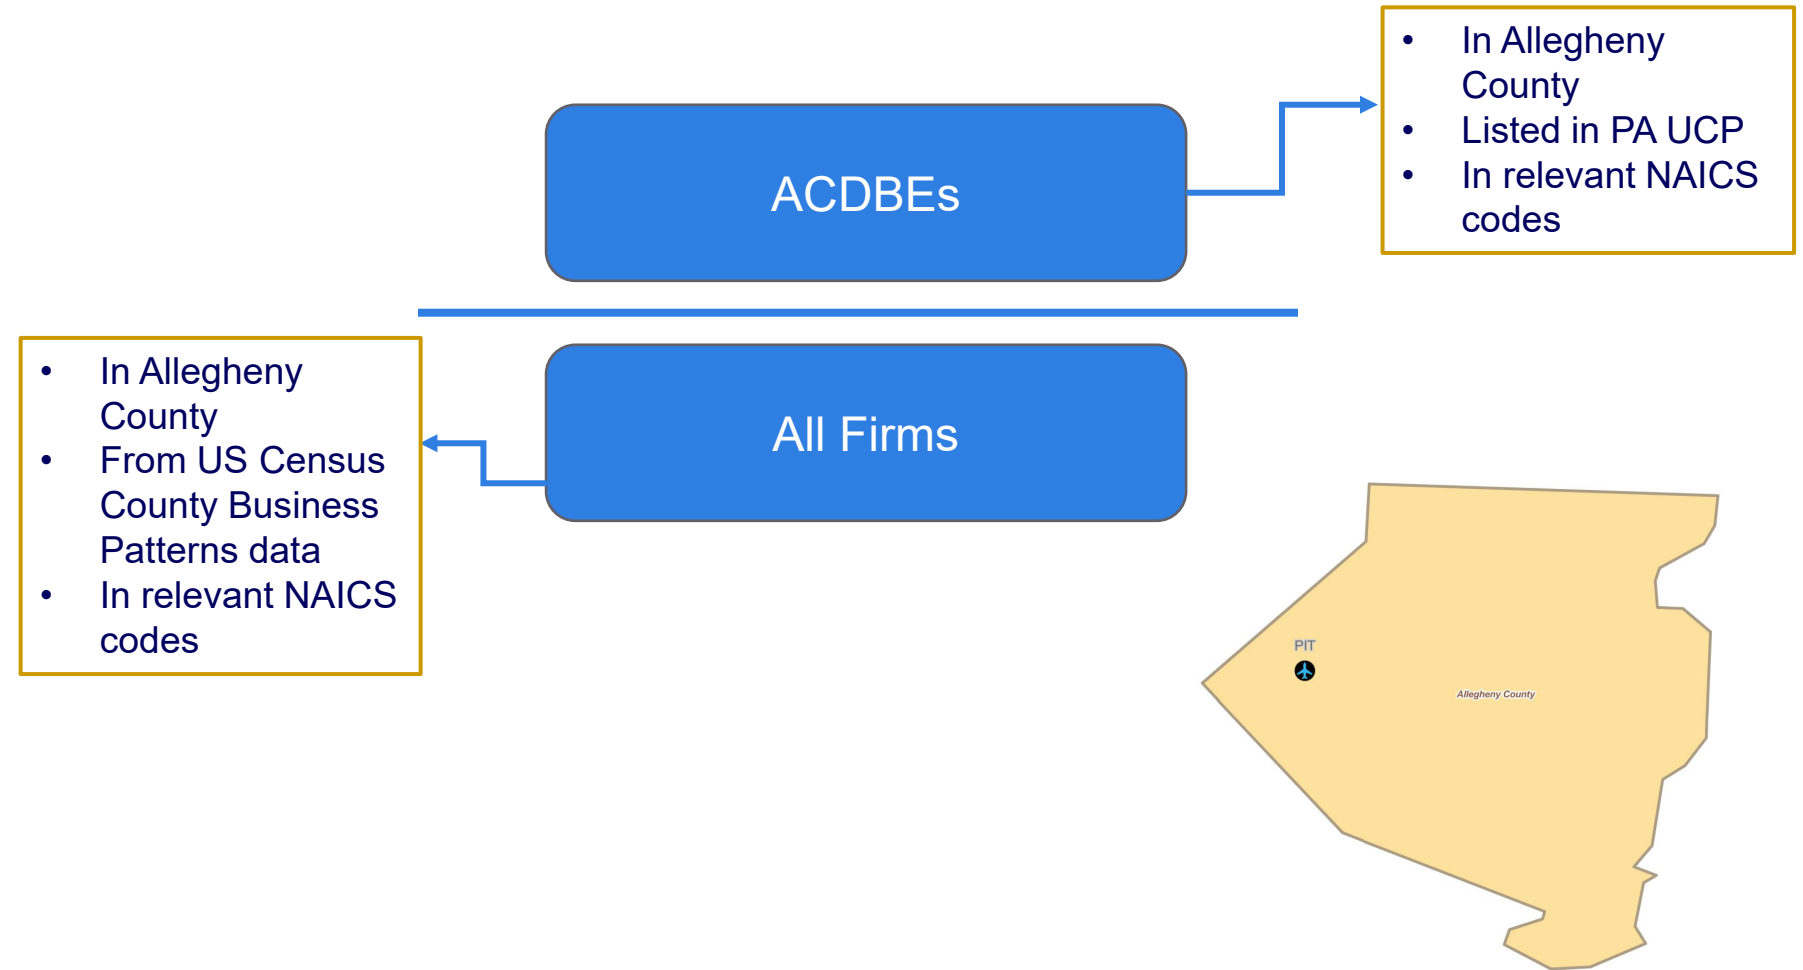 • In Allegheny
County
• Listed in PA UCP
• In relevant NAICS
codes
ACDBEs
All Firms
• In Allegheny
County
• From US Census
County Business
Patterns data
• In relevant NAICS
codes
PIT
Allegheny County